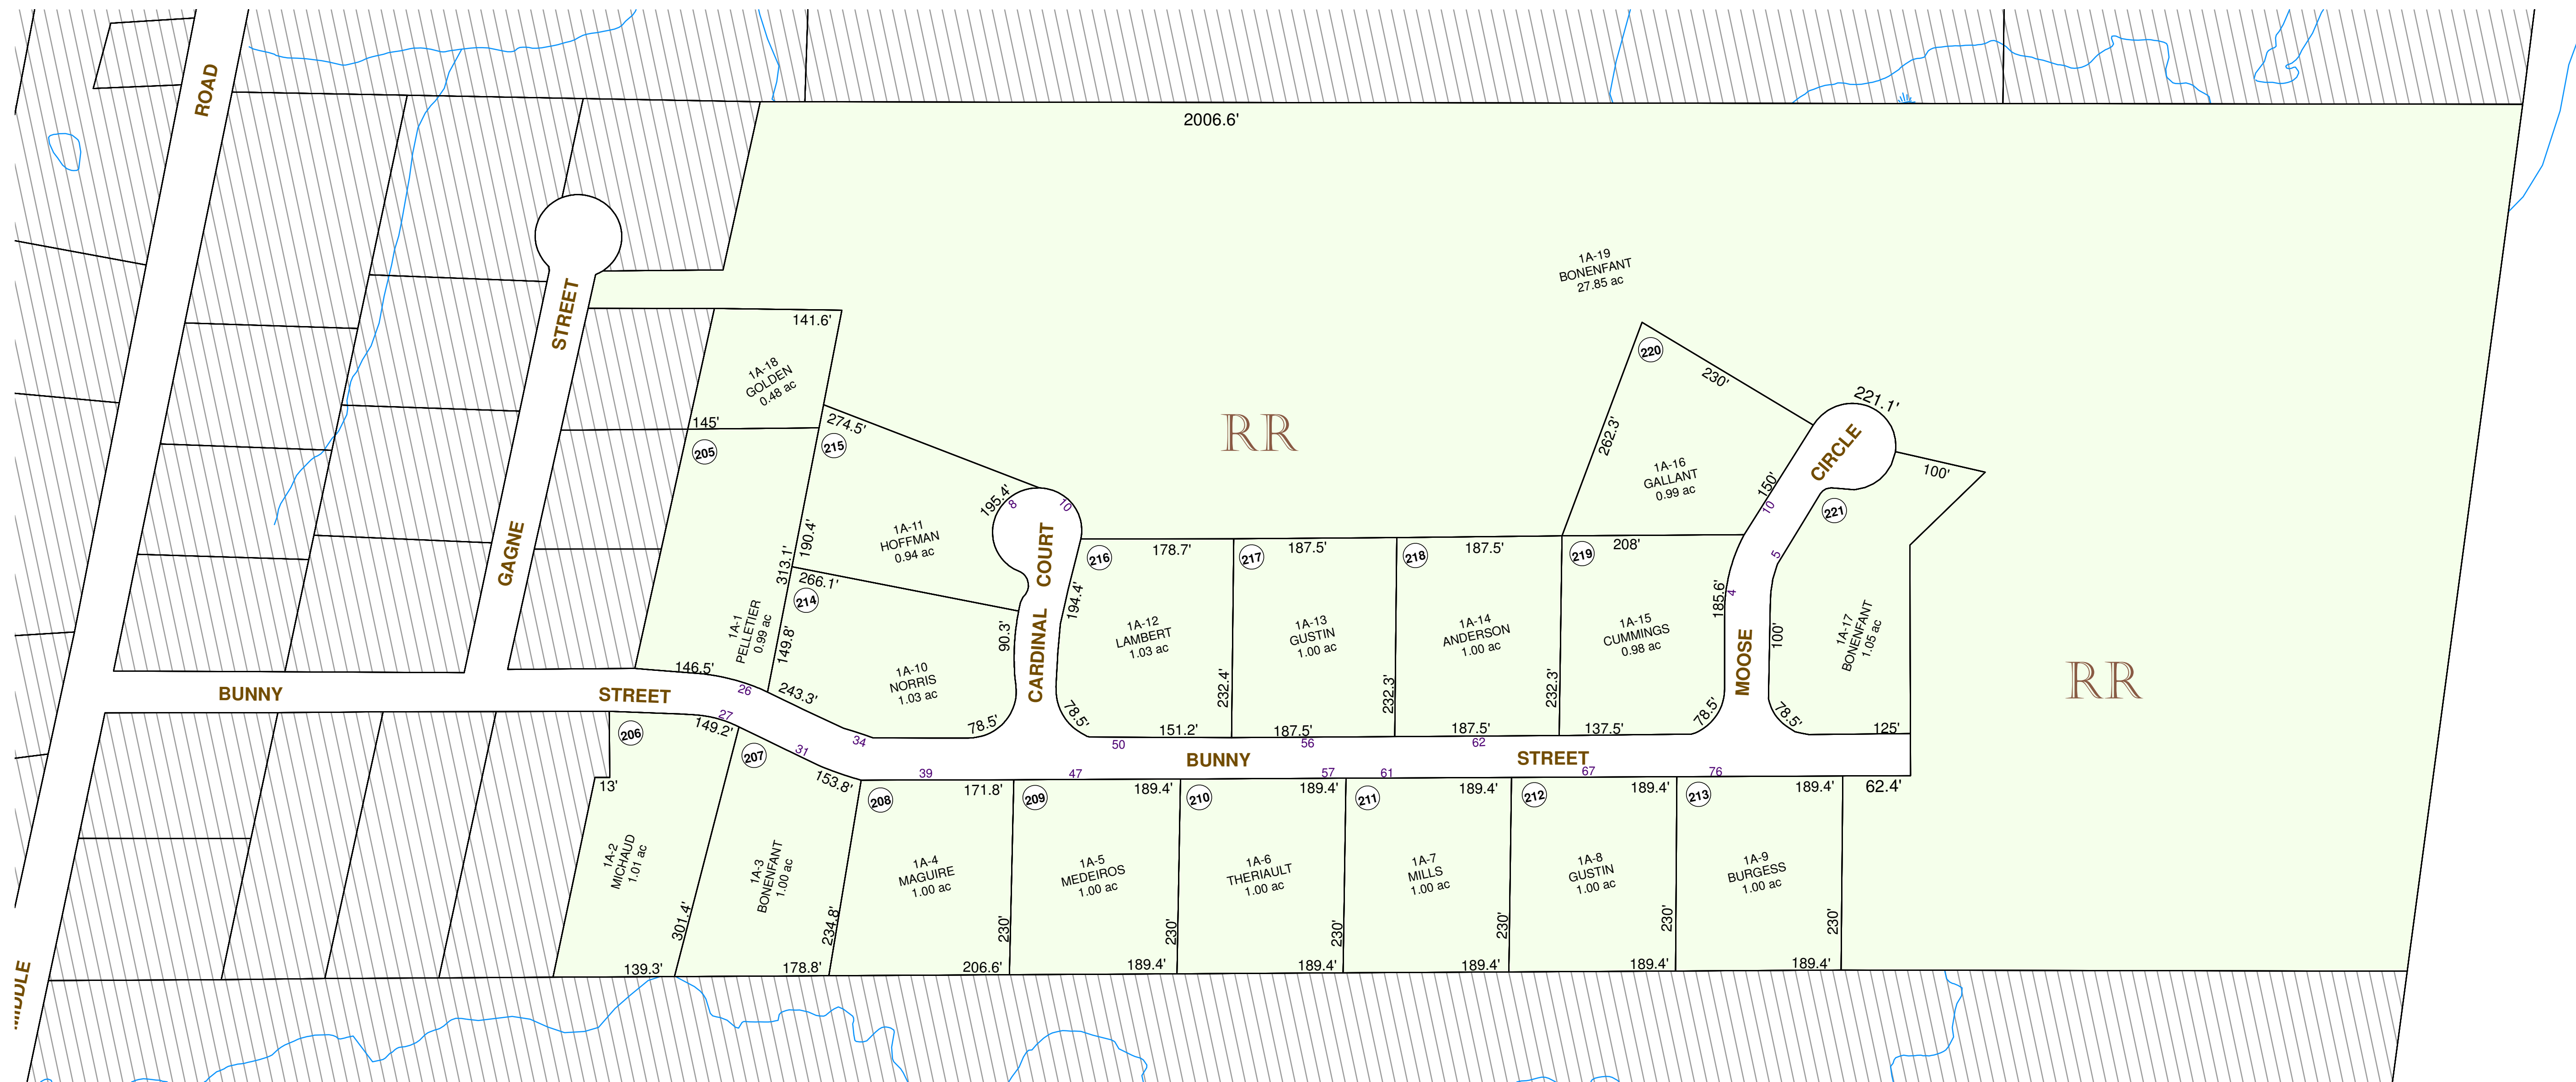 ROAD
2006.6'
STREET
GAGNE
1A-19
BONENFANT
27.85 ac
141.6'
1A-18
GOLDEN
0.48 ac
145'
205
274.5'
215
RR
220
230'
262.3'
221.1'
CIRCLE
1A-16
GALLANT
0.99 ac
150'
10
100'
221
5
195.4'
8
10
1A-11
HOFFMAN
0.94 ac
190.4'
313.1'
COURT
CARDINAL
266.1'
214
90.3'
194.4'
216
178.7'
217
187.5'
218
187.5'
219
208'
1A-1
PELLETIER
0.99 ac
149.8'
1A-10
NORRIS
1.03 ac
1A-12
LAMBERT
1.03 ac
232.4'
1A-13
GUSTIN
1.00 ac
232.3'
1A-14
ANDERSON
1.00 ac
232.3'
1A-15
CUMMINGS
0.98 ac
185.6'
4
MOOSE
100'
1A-17
BONENFANT
1.05 ac
RR
146.5'
26
243.3'
78.5'
78.5'
151.2'
187.5'
187.5'
137.5'
78.5'
78.5'
125'
BUNNY
STREET
27
149.2'
206
207
31
34
153.8'
50
56
62
BUNNY
STREET
39
47
57
61
67
76
13'
208
171.8'
209
189.4'
210
189.4'
211
189.4'
212
189.4'
213
189.4'
62.4'
1A-2
MICHAUD
1.01 ac
1A-3
BONENFANT
1.00 ac
1A-4
MAGUIRE
1.00 ac
1A-5
MEDEIROS
1.00 ac
1A-6
THERIAULT
1.00 ac
1A-7
MILLS
1.00 ac
1A-8
GUSTIN
1.00 ac
1A-9
BURGESS
1.00 ac
301.4'
234.8'
230'
230'
230'
230'
230'
230'
139.3'
178.8'
206.6'
189.4'
189.4'
189.4'
189.4'
189.4'
MIDDLE